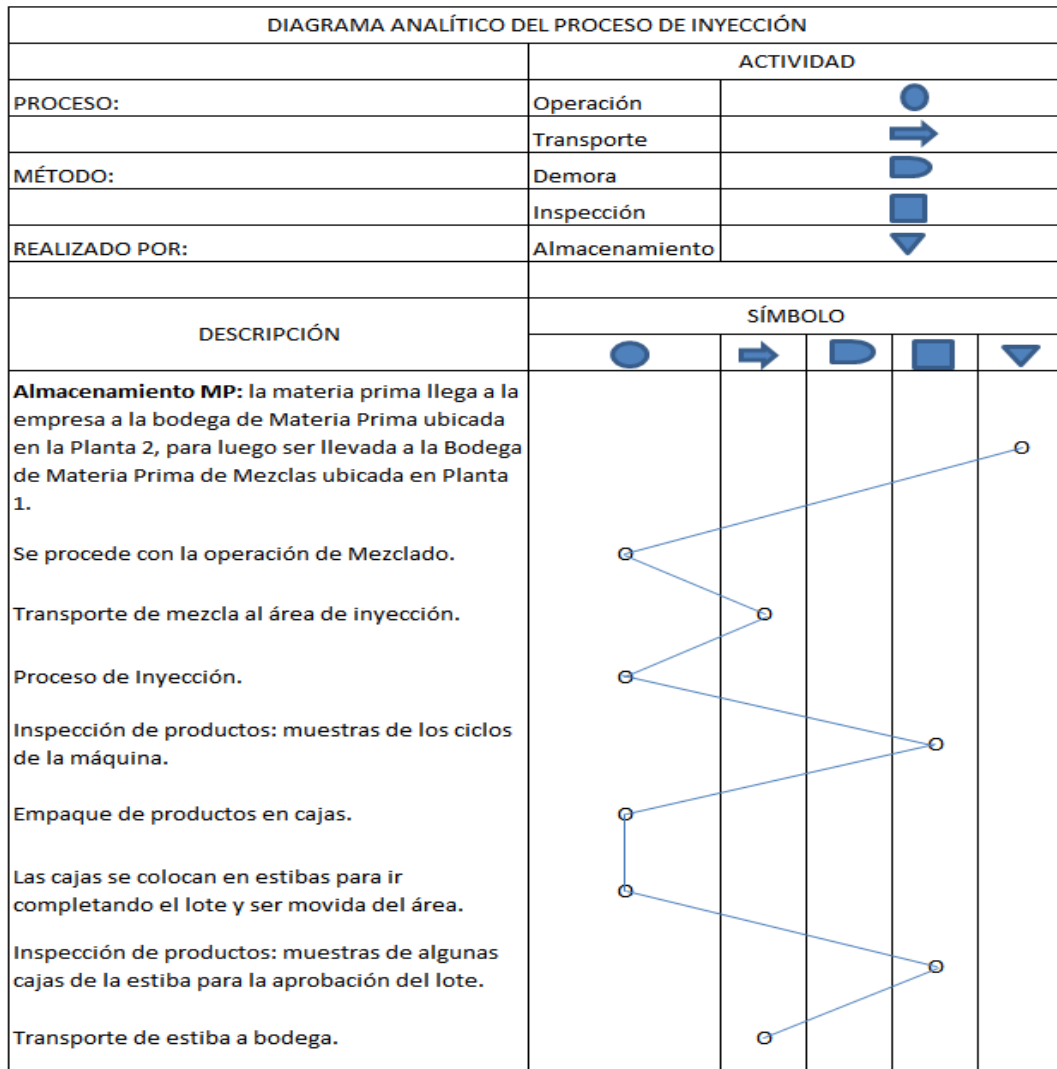 DIAGRAMA ANALÍTICO DEL PROCESO DE INYECCIÓN
ACTIVIDAD
PROCESO:
Operación
Transporte
MÉTODO:
Demora
Inspección
REALIZADO POR:
Almacenamiento
DESCRIPCIÓN
SÍMBOLO
Almacenamiento MP: la materia prima llega a la
empresa a la bodega de Materia Prima ubicada
en la Planta 2, para luego ser llevada a la Bodega
de Materia Prima de Mezclas ubicada en Planta
1.
Se procede con la operación de Mezclado.
Transporte de mezcla al área de inyección.
Proceso de Inyección.
Inspección de productos: muestras de los ciclos
de la máquina.
Empaque de productos en cajas.
Las cajas se colocan en estibas para ir
completando el lote y ser movida del área.
Inspección de productos: muestras de algunas
cajas de la estiba para la aprobación del lote.
Transporte de estiba a bodega.